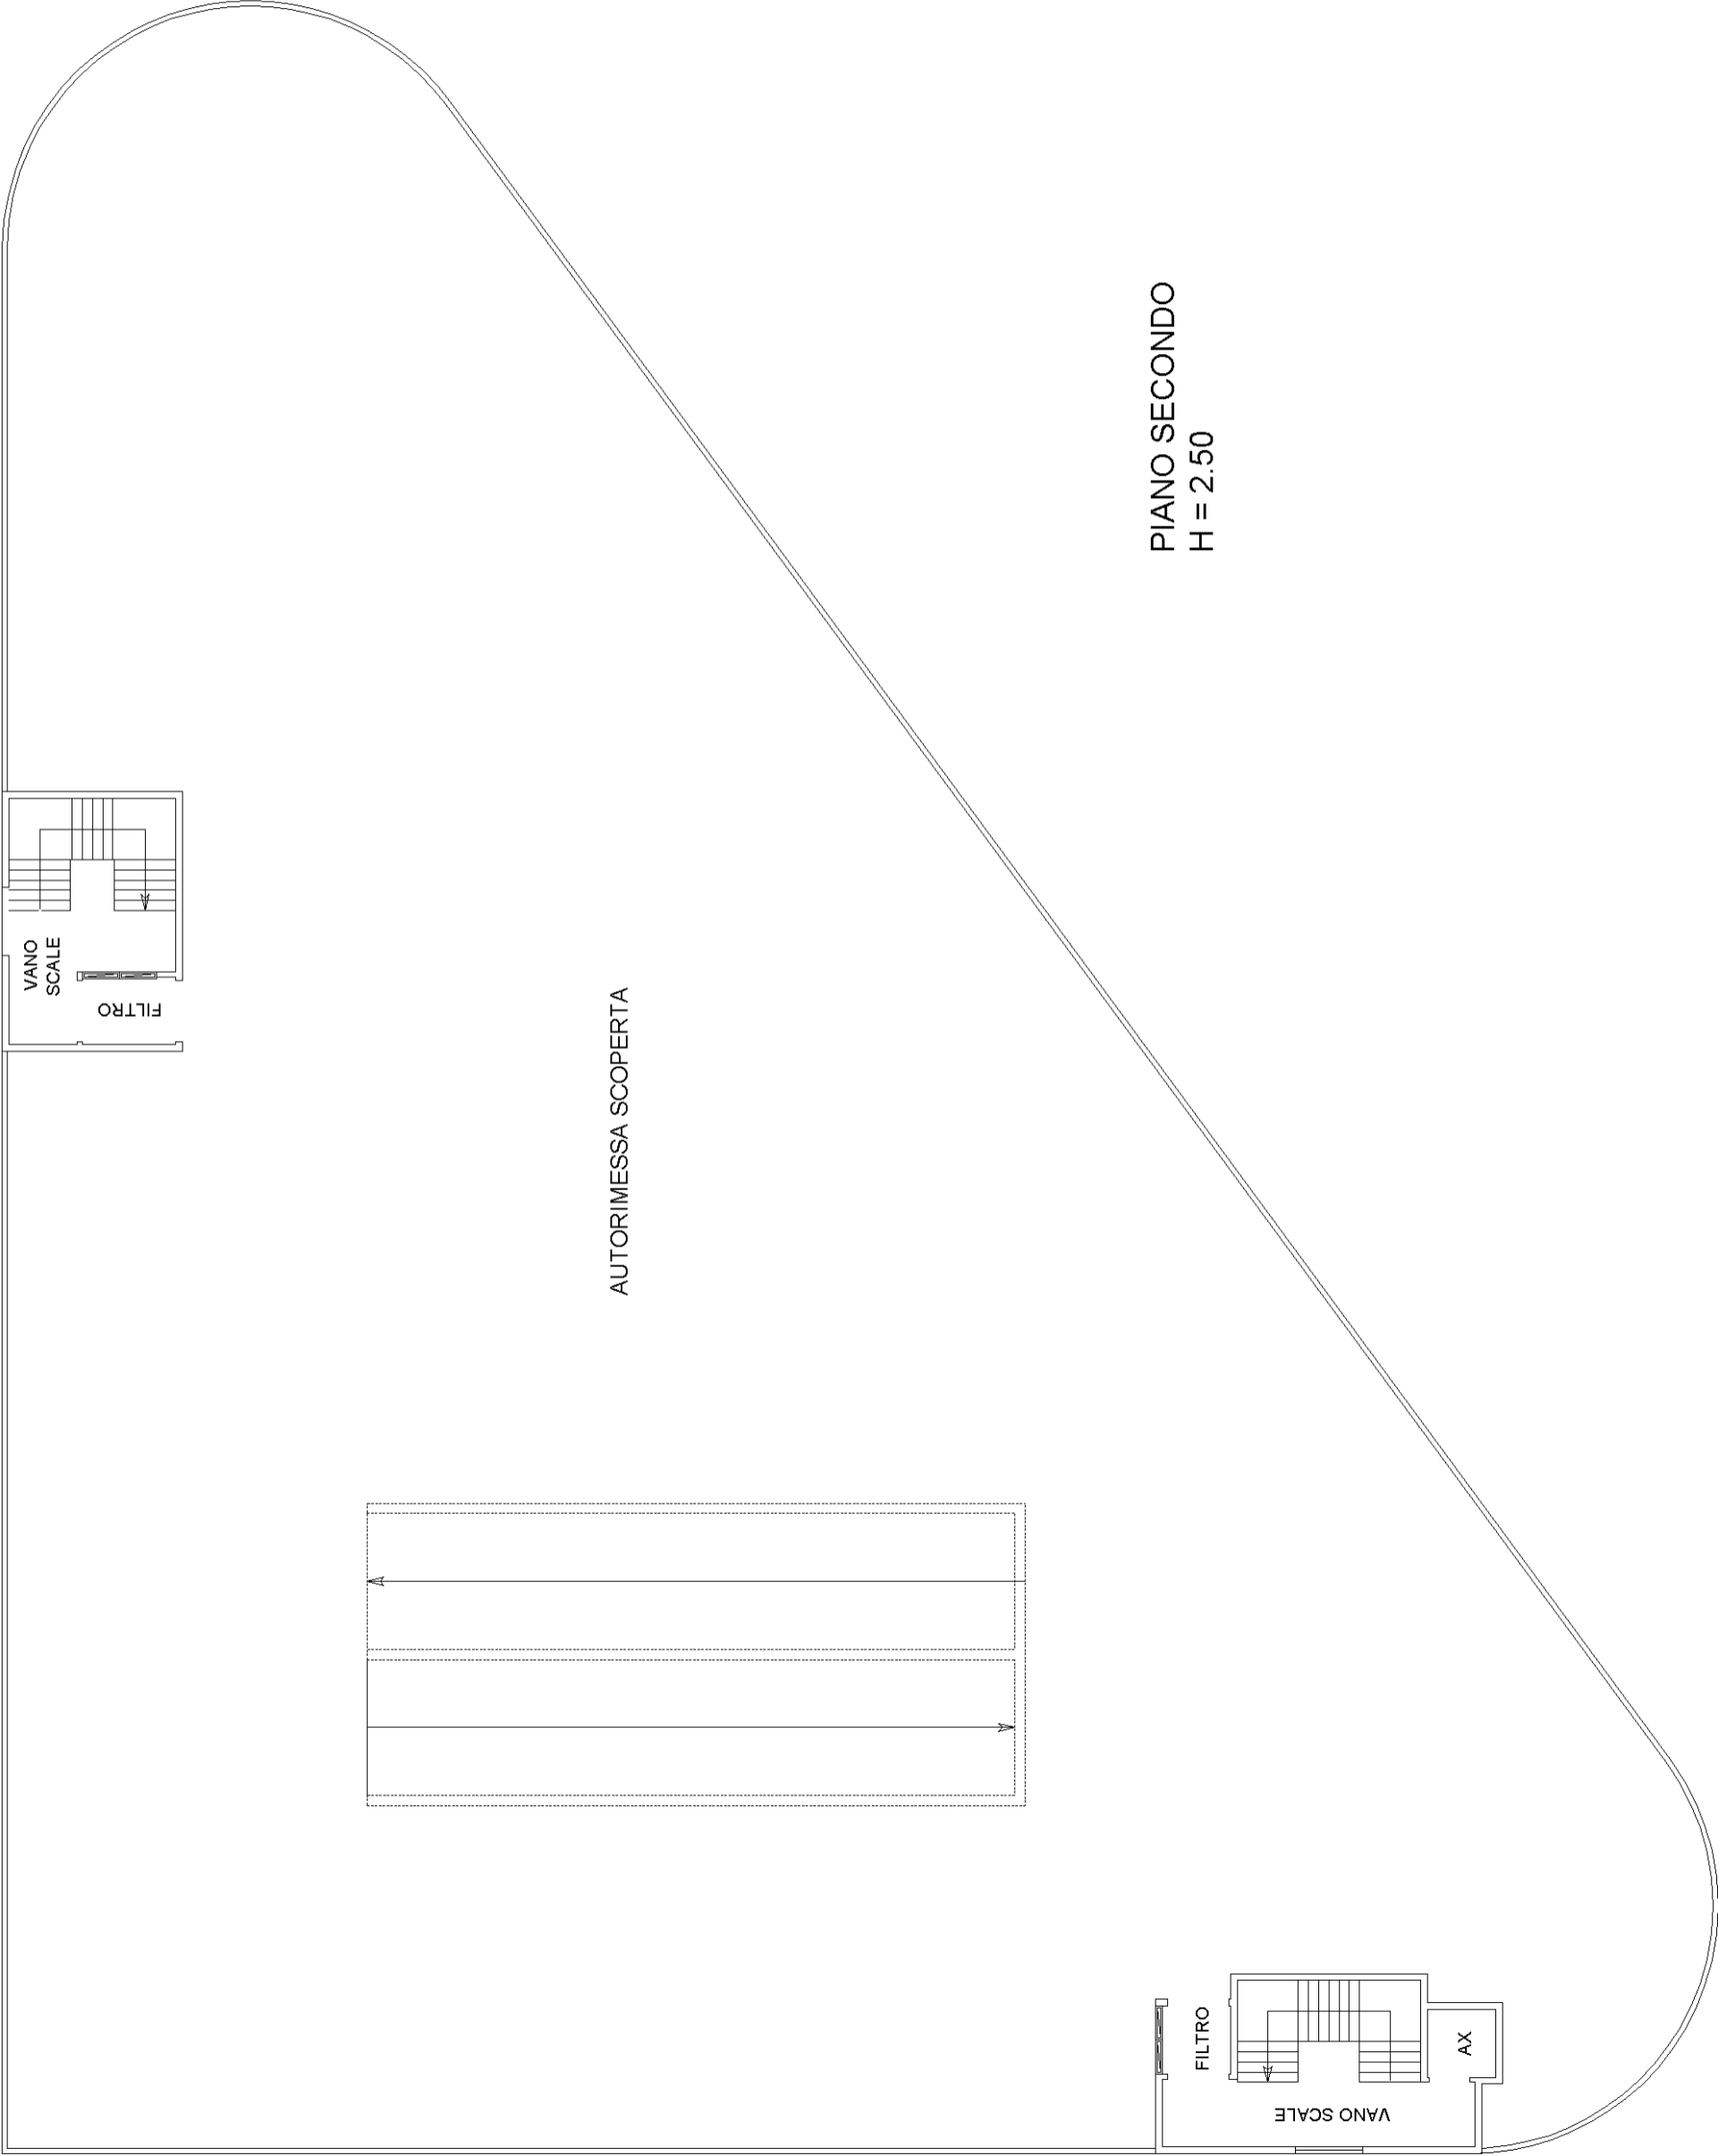 PIANO SECONDO
H = 2.50
VANO
SCALE
FILTRO
AUTORIMESSA SCOPERTA
FILTRO
AX
VANO SCALE